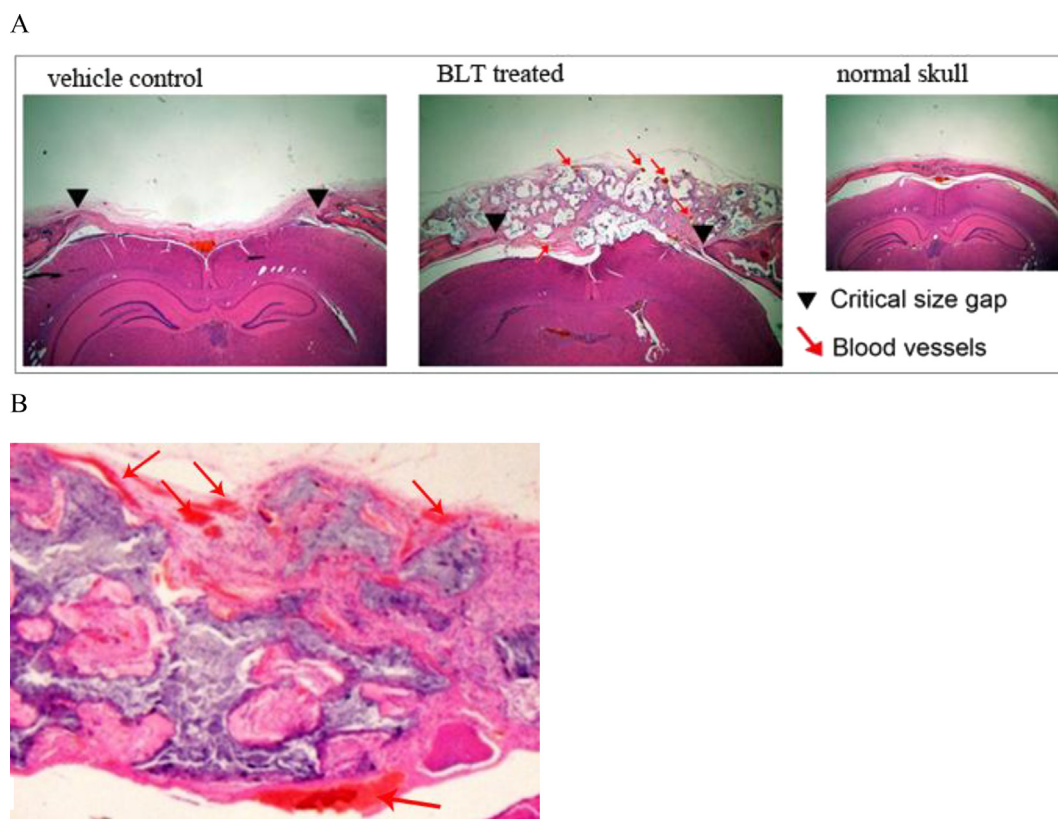 A
vehicle control
BLT treated
normal skull
Critical size gap
Blood vessels
B